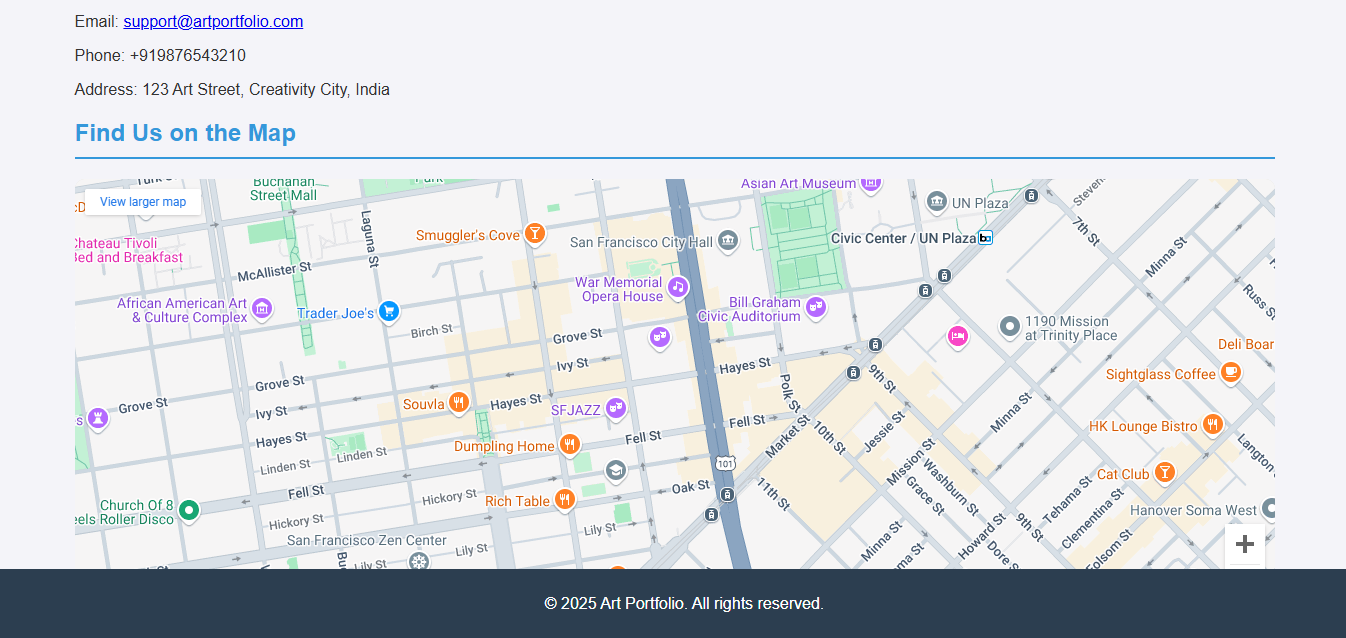 Email: support@artportfolio.com
Phone: +919876543210
Address: 123 Art Street, Creativity City, India
Find Us on the Map
View larger map
Buchanan
Street Mall
Park
Asian Art Museum
UN Plaza
Laguna St
Smuggler's Cove
San Francisco City Hall
Civic Center / UN Plaza
7th St
Chateau Tivoli
Bed and Breakfast
McAllister St
Minna St
War Memorial
Opera House
African American Art
& Culture Complex
Trader Joe's
Bill Graham
Civic Auditorium
Russ St
Birch St
Grove St
1190 Mission
at Trinity Place
Deli Boar
Ivy St
Hayes St
Polk St
9th St
Sightglass Coffee
Grove St
Grove St
Souvla
Hayes St
SFJAZZ
Ivy St
Minna St
Fell St
Market St
10th St
Jessie St
HK Lounge Bistro
Hayes St
Dumpling Home
Fell St
Linden St
Linden St
101
Mission St
Washburn St
Langton
Cat Club
Fell St
Hickory St
Rich Table
Oak St
11th St
Grace St
Tehama St
Church Of 8
eels Roller Disco
Hickory St
Lily St
9th St
Clementina St
Hanover Soma West
San Francisco Zen Center
Lily St
Lily St
Minna St
Howard St
Dore St
Folsom St
© 2025 Art Portfolio. All rights reserved.